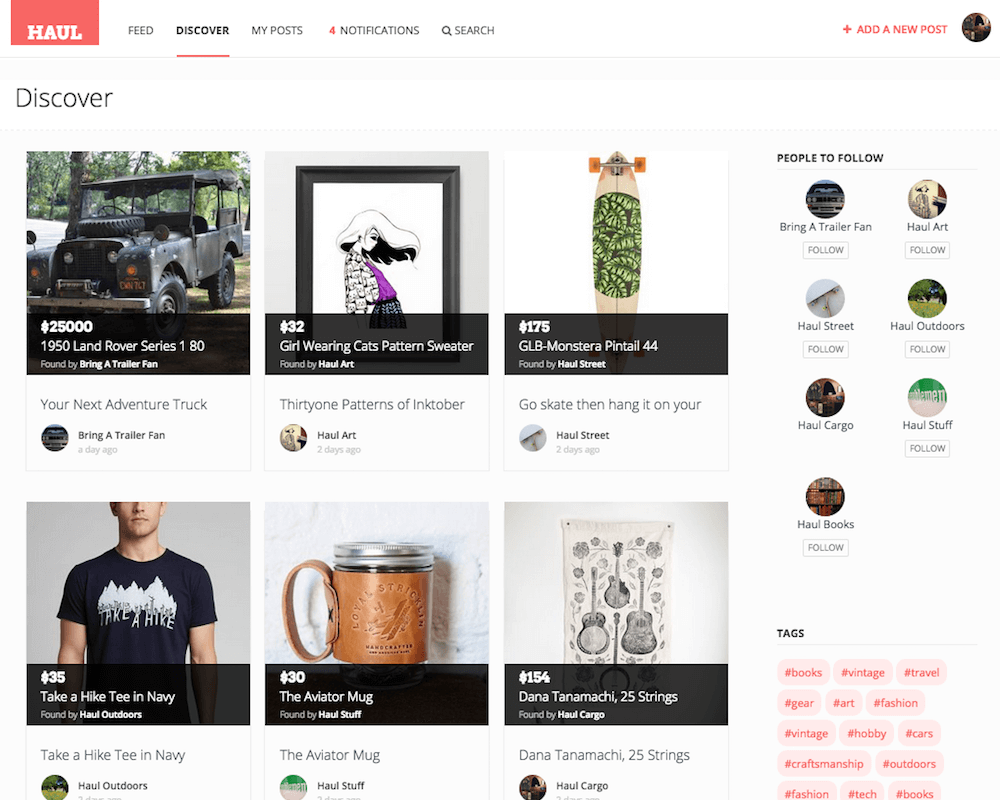 HAUL
FEED
DISCOVER
MY POSTS
4 NOTIFICATIONS
SEARCH
+ ADD A NEW POST
Discover
$25000
1950 Land Rover Series 1 80
Found by Bring A Trailer Fan
Your Next Adventure Truck
Bring A Trailer Fan
a day ago
$32
Girl Wearing Cats Pattern Sweater
Found by Haul Art
Thirtyone Patterns of Inktober
Haul Art
2 days ago
$175
GLB-Monstera Pintail 44
Found by Haul Street
Go skate then hang it on your
Haul Street
2 days ago
TAKE A HIKE
$35
Take a Hike Tee in Navy
Found by Haul Outdoors
Take a Hike Tee in Navy
Haul Outdoors
LOYAL STRICKLIN
HANDCRAFTED
$30
The Aviator Mug
Found by Haul Stuff
The Aviator Mug
Haul Stuff
$154
Dana Tanamachi, 25 Strings
Found by Haul Cargo
Dana Tanamachi, 25 Strings
Haul Cargo
PEOPLE TO FOLLOW
Bring A Trailer Fan
FOLLOW
Haul Art
FOLLOW
Haul Street
FOLLOW
Haul Outdoors
FOLLOW
Haul Cargo
Haul Stuff
FOLLOW
Haul Books
FOLLOW
TAGS
#books #vintage #travel
#gear #art #fashion
#vintage #hobby #cars
#craftsmanship #outdoors
#fashion #tech #books